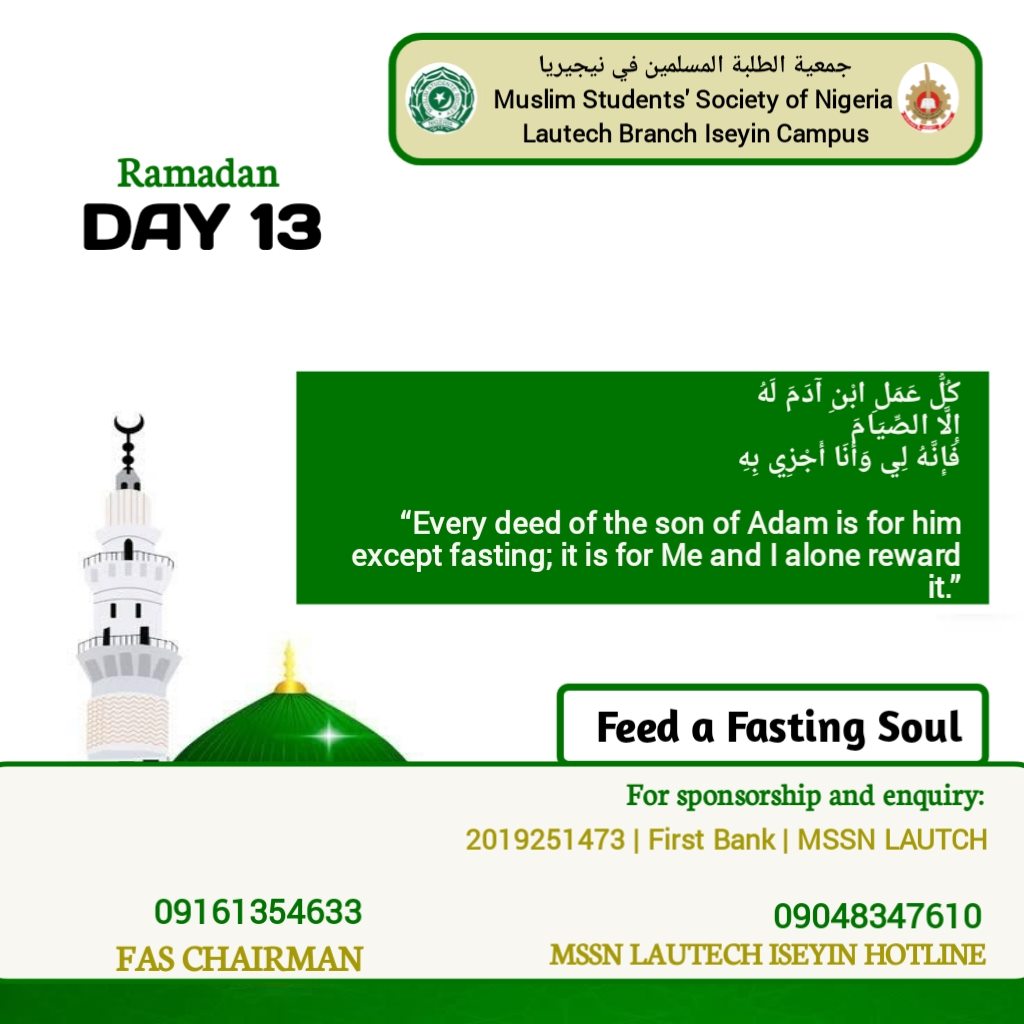 جمعية الطلبة المسلمين في نيجيريا
Muslim Students' Society of Nigeria
Lautech Branch Iseyin Campus
Ramadan
DAY 13
كُلُّ عَمَلِ ابْنِ آدَمَ لَهُ
إِلَّا الصِّيَامَ
فَإِنَّهُ لِي وَأَنَا أَجْزِي بِهِ
“Every deed of the son of Adam is for him
except fasting; it is for Me and I alone reward
it.”
Feed a Fasting Soul
For sponsorship and enquiry:
2019251473 | First Bank | MSSN LAUTCH
09161354633
FAS CHAIRMAN
09048347610
MSSN LAUTECH ISEYIN HOTLINE